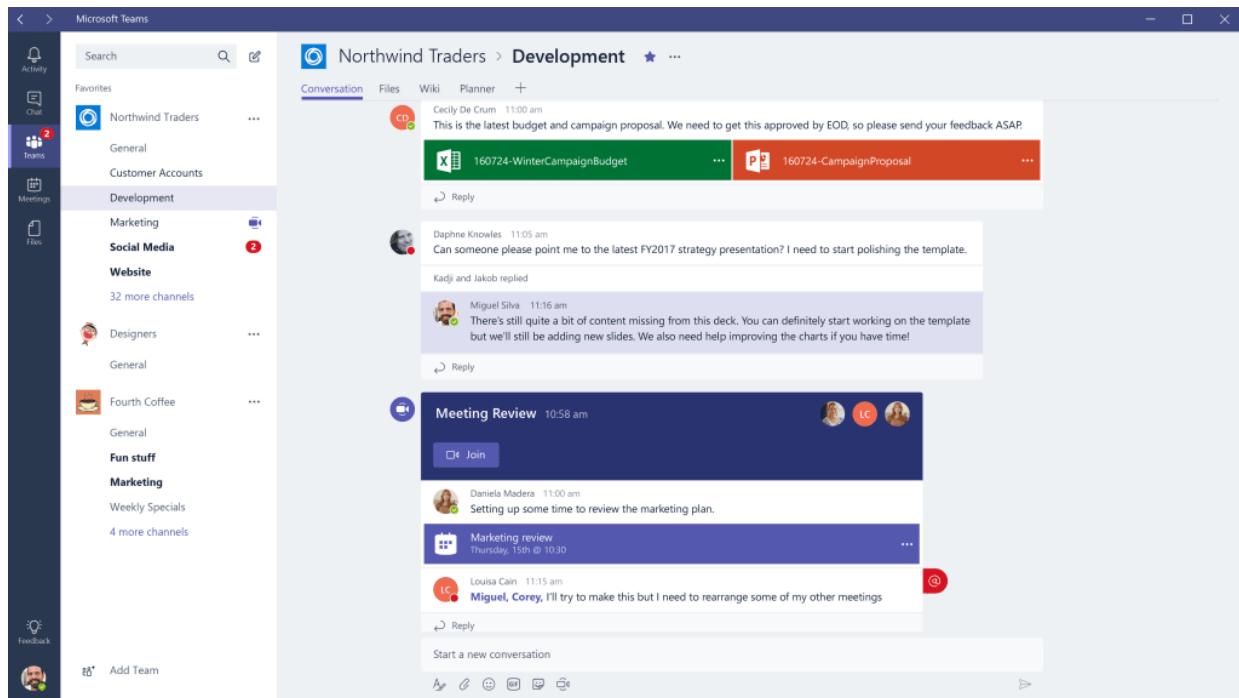 Microsoft Teams
Activity
Chat
2
Teams
Meetings
Files
Feedback
Search
Favorites
Northwind Traders
General
Customer Accounts
Development
Marketing
Social Media 2
Website
32 more channels
Designers
General
Fourth Coffee
General
Fun stuff
Marketing
Weekly Specials
4 more channels
Add Team
Northwind Traders > Development
Conversation Files Wiki Planner
CD
Cecily De Crum 11:00 am
This is the latest budget and campaign proposal. We need to get this approved by EOD, so please send your feedback ASAP.
160724-WinterCampaignBudget 160724-CampaignProposal
Reply
Daphne Knowles 11:05 am
Can someone please point me to the latest FY2017 strategy presentation? I need to start polishing the template.
Kadji and Jakob replied
Miguel Silva 11:16 am
There's still quite a bit of content missing from this deck. You can definitely start working on the template
but we'll still be adding new slides. We also need help improving the charts if you have time!
Reply
Meeting Review 10:58 am
LC
Join
Daniela Madera 11:00 am
Setting up some time to review the marketing plan.
Marketing review
Thursday, 15th @ 10:30
LC
Louisa Cain 11:15 am
Miguel, Corey, I'll try to make this but I need to rearrange some of my other meetings
@
Reply
Start a new conversation
GIF